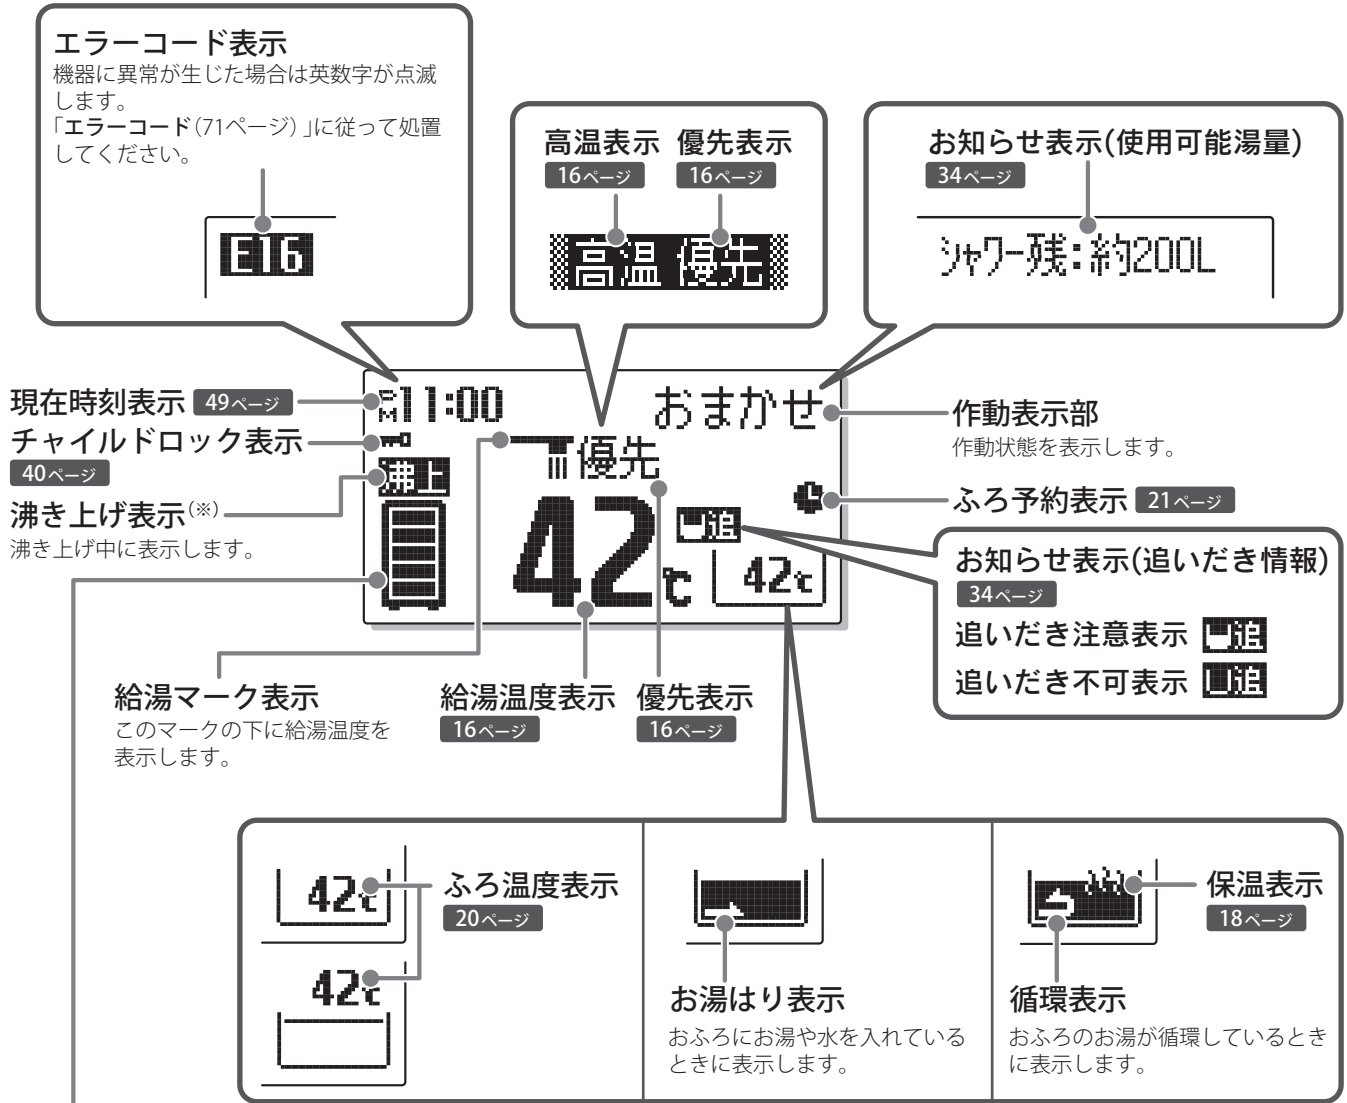 エラーコード表示
機器に異常が生じた場合は英数字が点滅
します。
「エラーコード(71ページ)」に従って処置
してください。
E16
高温表示 優先表示
16ページ 16ページ
高温 優先
お知らせ表示(使用可能湯量)
34ページ
シャワー残:約200L
現在時刻表示 49ページ
チャイルドロック表示
40ページ
沸き上げ表示(※)
沸き上げ中に表示します。
PM 11:00 おまかせ
優先
沸上
42℃
追
42℃
作動表示部
作動状態を表示します。
ふろ予約表示 21ページ
お知らせ表示(追いだき情報)
34ページ
追いだき注意表示 追
追いだき不可表示 追
給湯マーク表示
このマークの下に給湯温度を
表示します。
給湯温度表示
16ページ
優先表示
16ページ
42℃
ふろ温度表示
20ページ
42℃
お湯はり表示
おふろにお湯や水を入れている
ときに表示します。
保温表示
18ページ
循環表示
おふろのお湯が循環しているとき
に表示します。